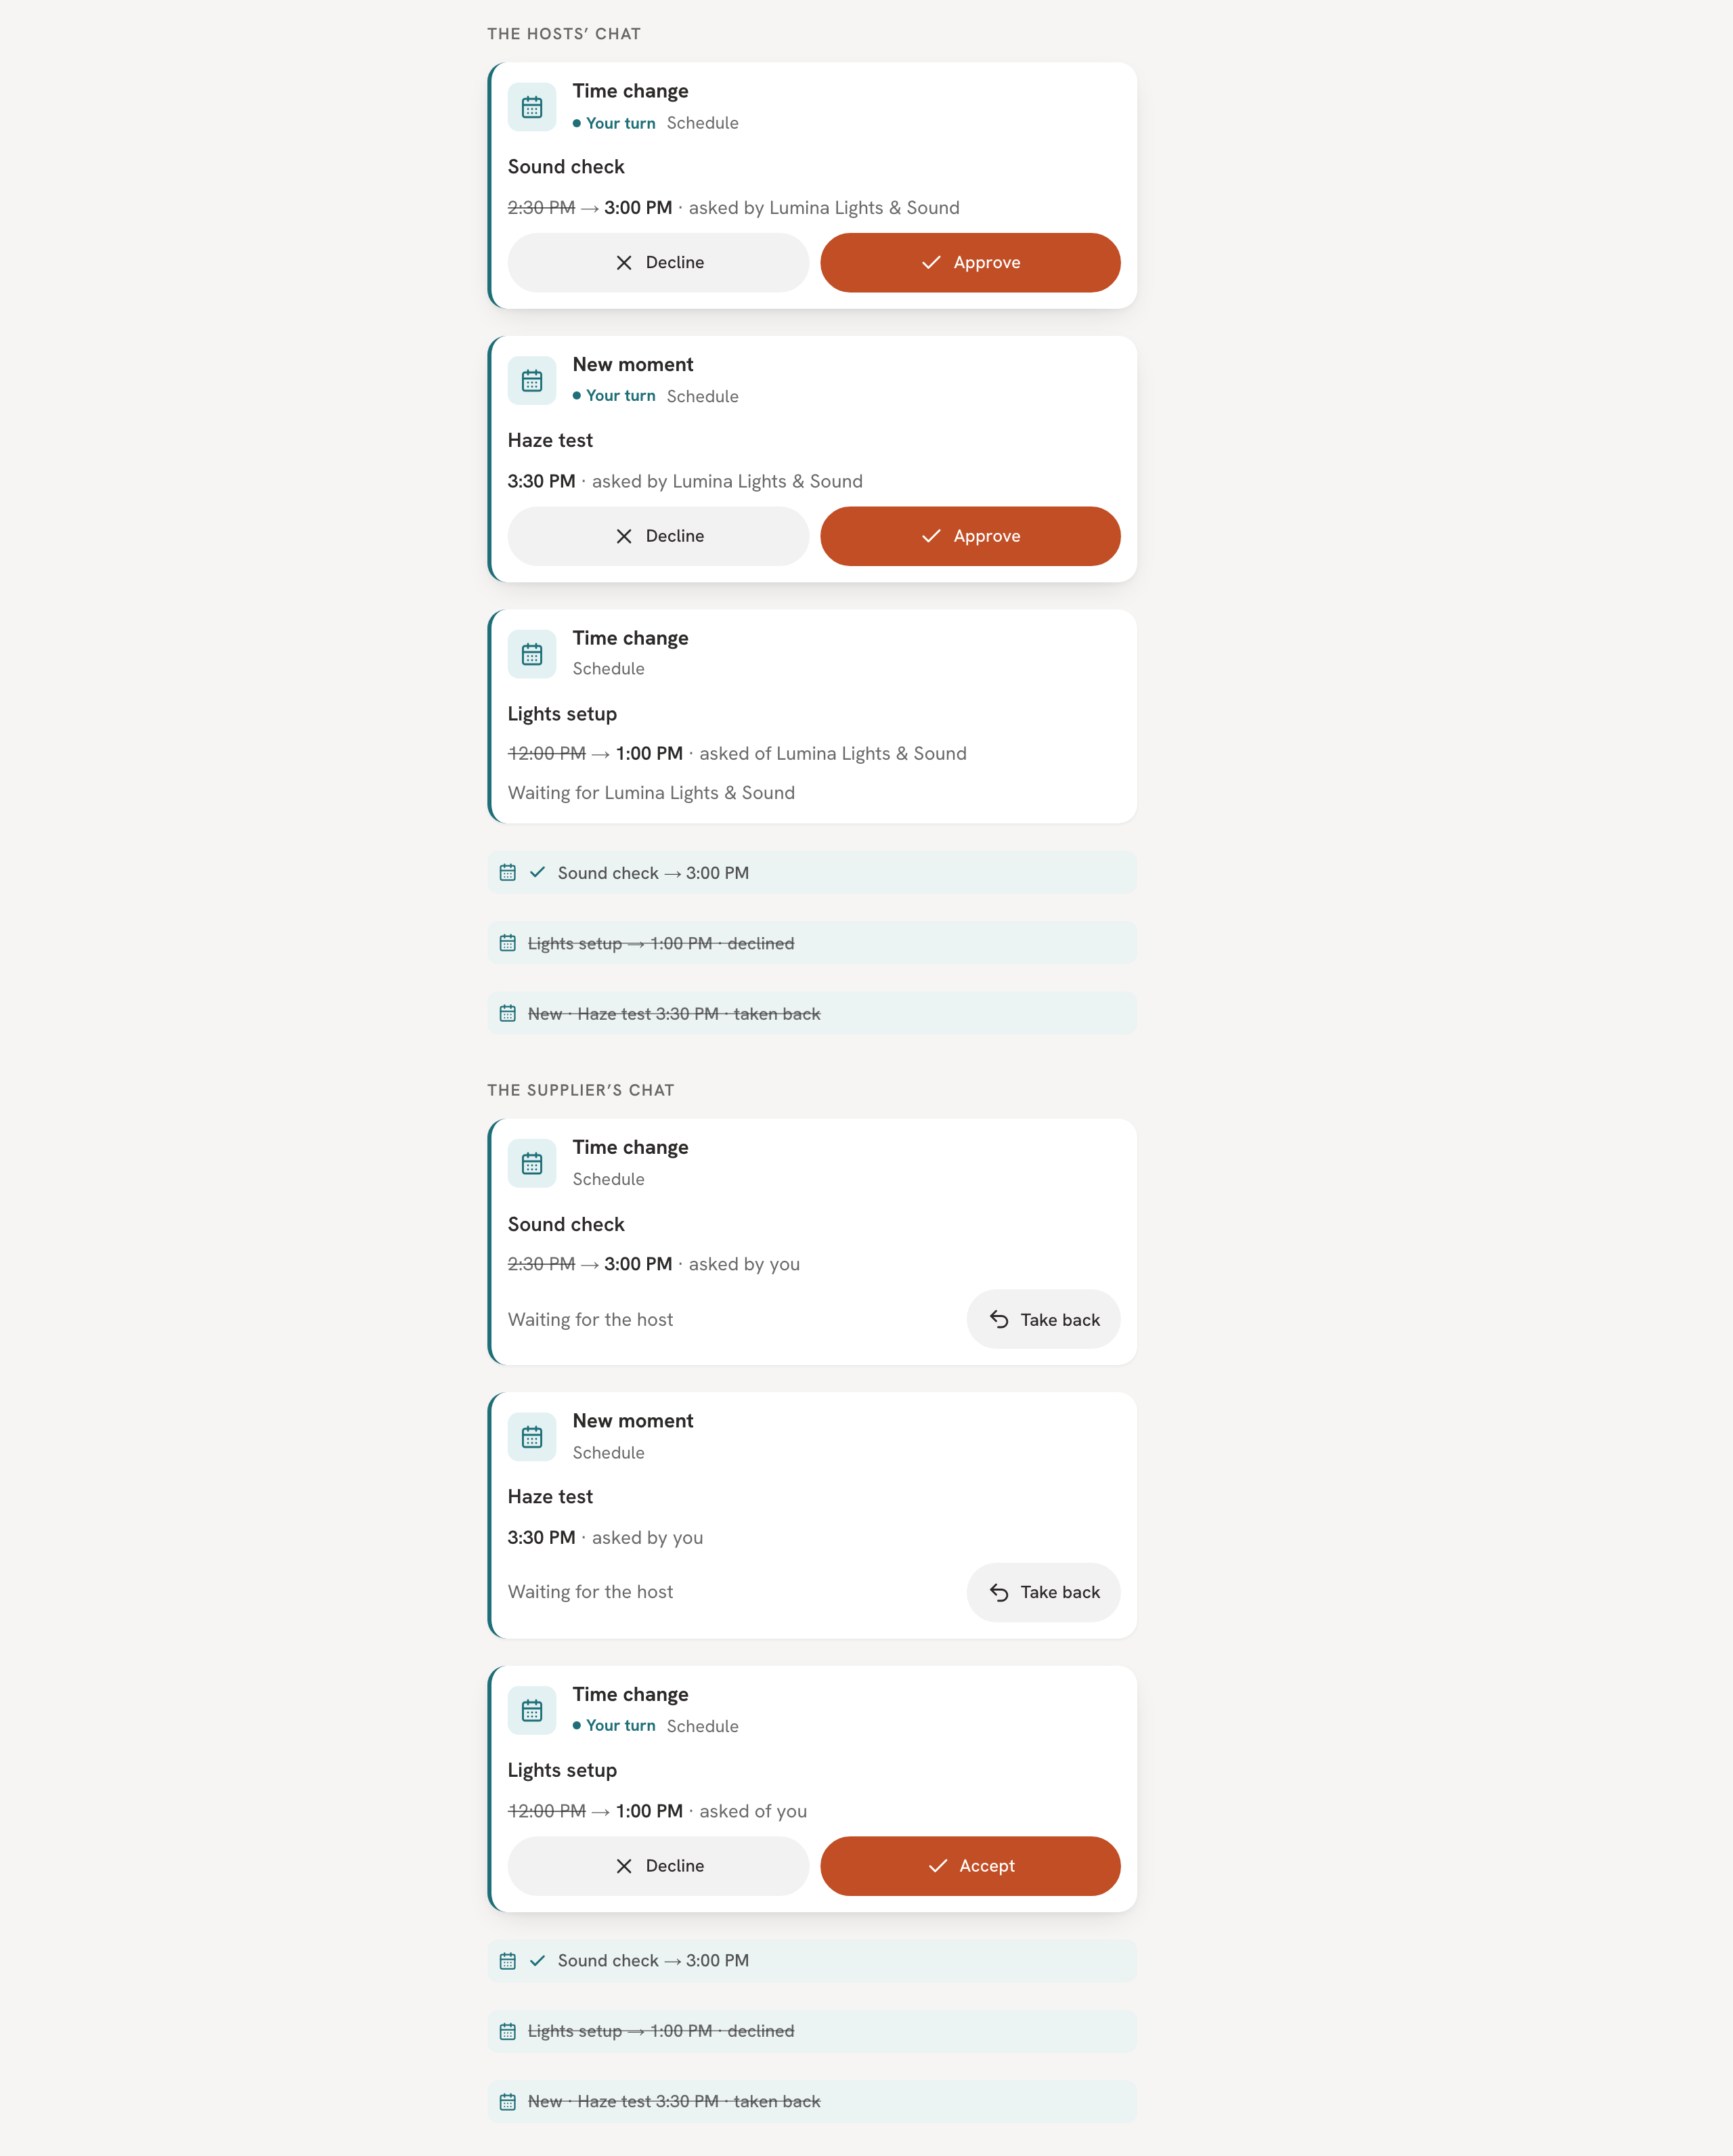 THE HOSTS’ CHAT
Time change
Your turn Schedule
Sound check
2:30 PM → 3:00 PM · asked by Lumina Lights & Sound
Decline Approve
New moment
Your turn Schedule
Haze test
3:30 PM · asked by Lumina Lights & Sound
Decline Approve
Time change
Schedule
Lights setup
12:00 PM → 1:00 PM · asked of Lumina Lights & Sound
Waiting for Lumina Lights & Sound
Sound check → 3:00 PM
Lights setup → 1:00 PM · declined
New · Haze test 3:30 PM · taken back
THE SUPPLIER’S CHAT
Time change
Schedule
Sound check
2:30 PM → 3:00 PM · asked by you
Waiting for the host Take back
New moment
Schedule
Haze test
3:30 PM · asked by you
Waiting for the host Take back
Time change
Your turn Schedule
Lights setup
12:00 PM → 1:00 PM · asked of you
Decline Accept
Sound check → 3:00 PM
Lights setup → 1:00 PM · declined
New · Haze test 3:30 PM · taken back